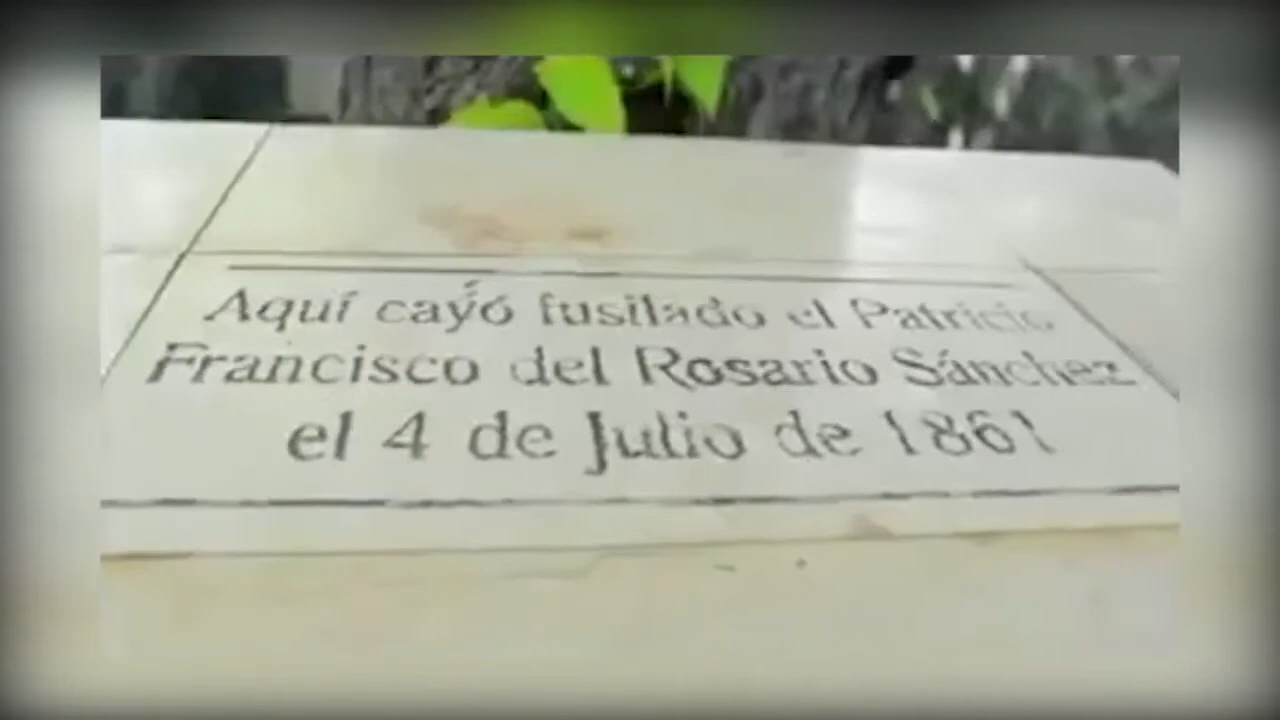 Aquí cayó fusilado el Patricio
Francisco del Rosario Sánchez
el 4 de Julio de 1861